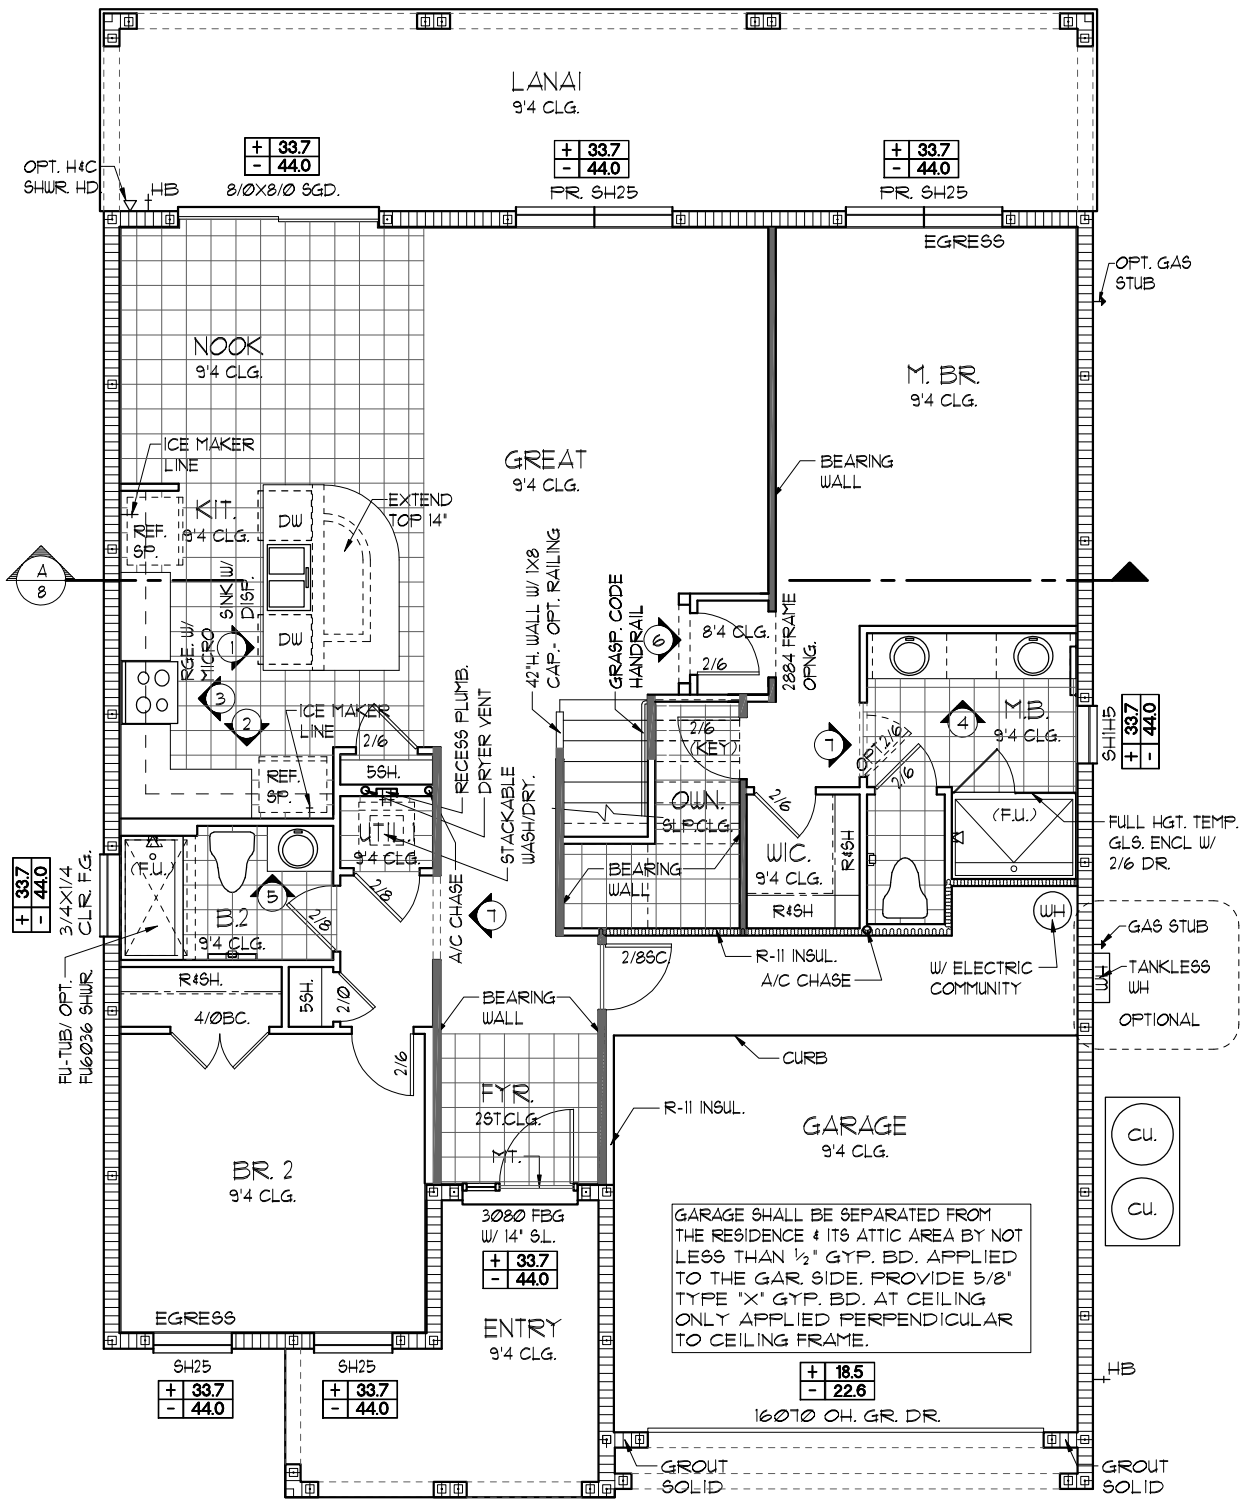 LANAI
9'4 CLG.
OPT. H&C
SHWR. HD.
HB
+ 33.7
- 44.0
8/0X8/0 SGD.
+ 33.7
- 44.0
PR. SH25
+ 33.7
- 44.0
PR. SH25
EGRESS
OPT. GAS
STUB
NOOK
9'4 CLG.
M. BR.
9'4 CLG.
ICE MAKER
LINE
GREAT
9'4 CLG.
BEARING
WALL
KIT.
9'4 CLG.
REF.
SP.
DW
EXTEND
TOP 14"
A
8
SINK W/
DISP.
DW
RGE. W/
MICRO
1
3
2
42"H. WALL W/ 1X8
CAP. - OPT. RAILING
GRASP. CODE
HANDRAIL
6
8'4 CLG.
2/6
2884 FRAME
OPNG.
ICE MAKER
LINE
2/6
RECESS PLUMB.
DRYER VENT
STACKABLE
WASH/DRY.
2/6
(KEY)
7
OPT. 2/6
2/6
4
M.B.
9'4 CLG.
SH1H5
+ 33.7
- 44.0
REF.
SP.
5SH.
UTIL.
9'4 CLG.
OWN.
SLP.CLG.
2/6
W.I.C.
9'4 CLG.
R&SH
R&SH
(F.U.)
FULL HGT. TEMP.
GLS. ENCL W/
2/6 DR.
+ 33.7
- 44.0
3/4X1/4
CLR. F.G.
(F.U.)
5
B.2
9'4 CLG.
2/8
2/8
A/C CHASE
7
BEARING
WALL
WH
GAS STUB
TANKLESS
WH
WH
OPTIONAL
R-11 INSUL.
A/C CHASE
W/ ELECTRIC
COMMUNITY
2/8SC.
FU-TUB/ OPT.
FU6036 SHWR
R&SH.
5SH.
2/0
4/0BC.
2/6
BEARING
WALL
CURB
FYR.
2ST.CLG.
R-11 INSUL.
GARAGE
9'4 CLG.
CU.
CU.
MT.
BR. 2
9'4 CLG.
3080 FBG
W/ 14" S.L.
+ 33.7
- 44.0
GARAGE SHALL BE SEPARATED FROM
THE RESIDENCE & ITS ATTIC AREA BY NOT
LESS THAN ½" GYP. BD. APPLIED
TO THE GAR. SIDE. PROVIDE 5/8"
TYPE "X" GYP. BD. AT CEILING
ONLY APPLIED PERPENDICULAR
TO CEILING FRAME.
EGRESS
ENTRY
9'4 CLG.
SH25
+ 33.7
- 44.0
SH25
+ 33.7
- 44.0
+ 18.5
- 22.6
16070 OH. GR. DR.
HB
GROUT
SOLID
GROUT
SOLID